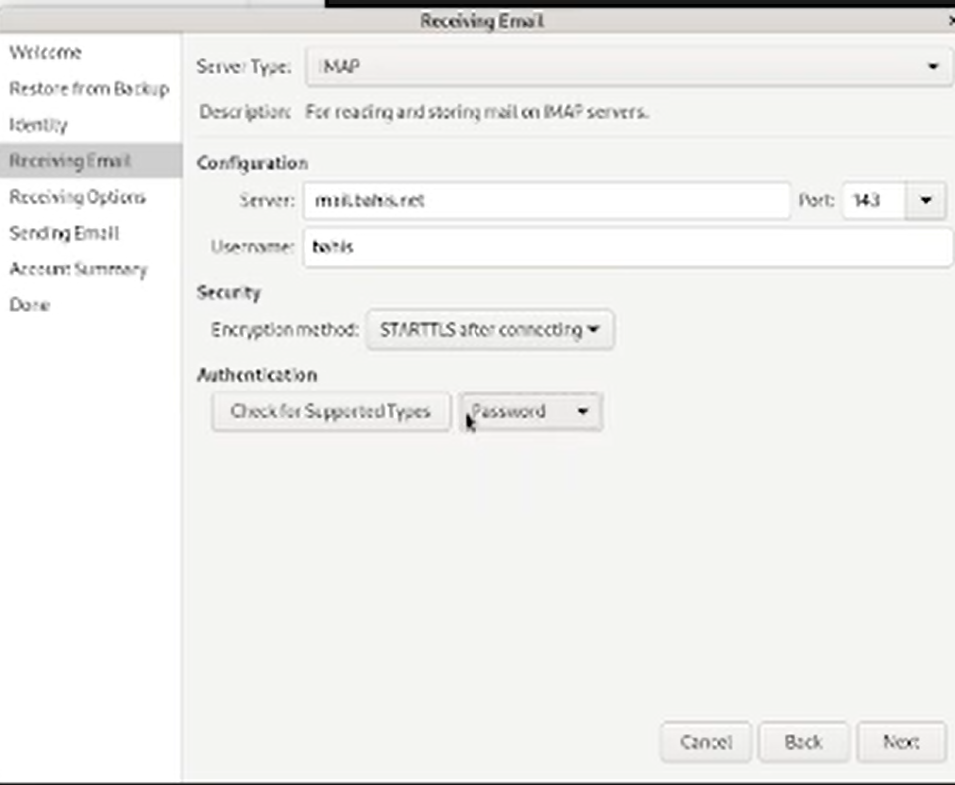 Receiving Email
Welcome
Restore from Backup
Identity
Receiving Email
Receiving Options
Sending Email
Account Summary
Done
Server Type: IMAP
Description: For reading and storing mail on IMAP servers.
Configuration
Server: mail.bahis.net Port: 143
Username: bahis
Security
Encryption method: STARTTLS after connecting
Authentication
Check for Supported Types Password
Cancel Back Next